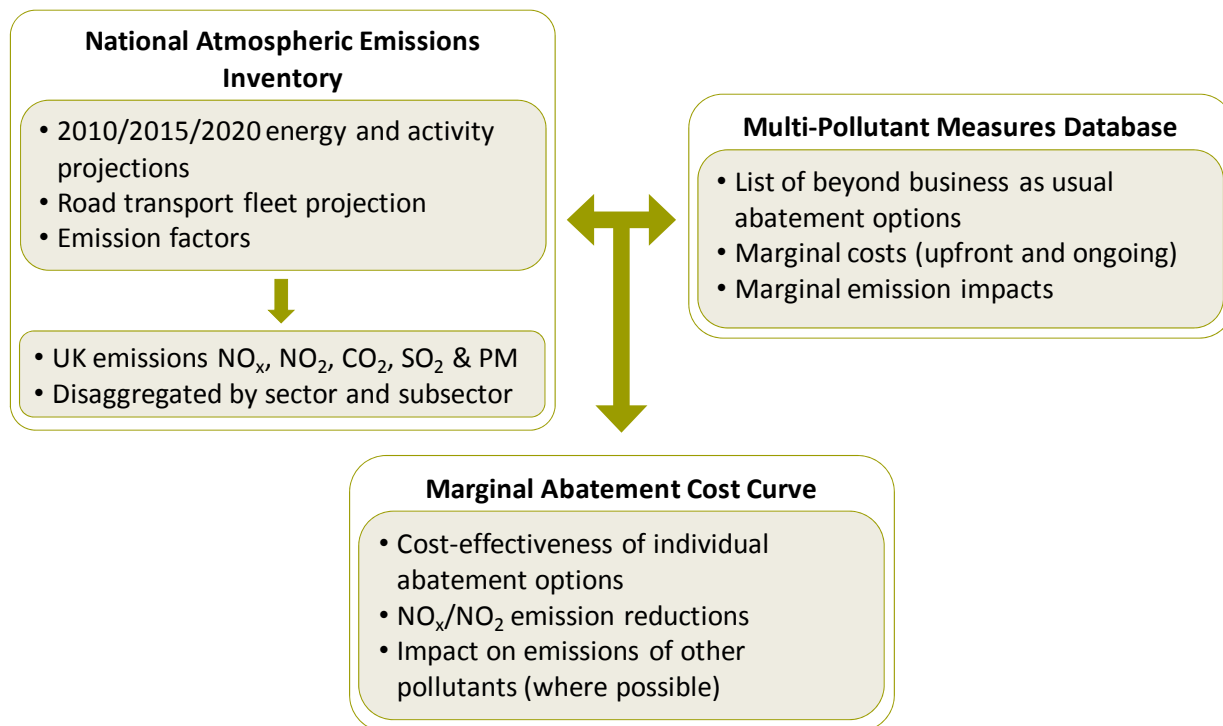 National Atmospheric Emissions
Inventory
• 2010/2015/2020 energy and activity
projections
• Road transport fleet projection
• Emission factors
• UK emissions NOₓ, NO₂, CO₂, SO₂ & PM
• Disaggregated by sector and subsector
Multi-Pollutant Measures Database
• List of beyond business as usual
abatement options
• Marginal costs (upfront and ongoing)
• Marginal emission impacts
Marginal Abatement Cost Curve
• Cost-effectiveness of individual
abatement options
• NOₓ/NO₂ emission reductions
• Impact on emissions of other
pollutants (where possible)